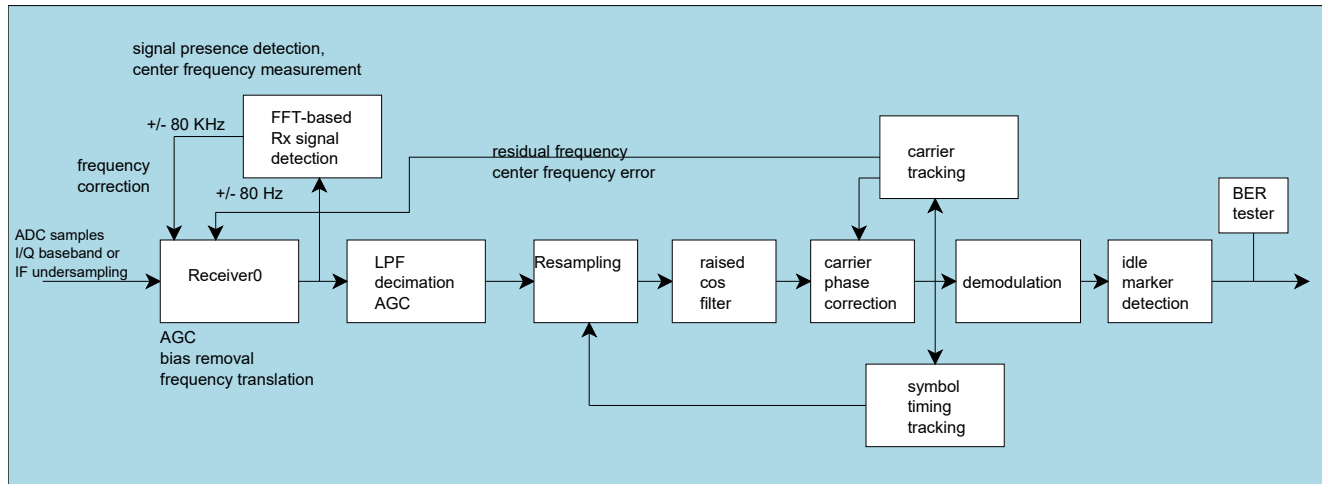 signal presence detection,
center frequency measurement
+/- 80 KHz
FFT-based
Rx signal
detection
frequency
correction
+/- 80 Hz
residual frequency
center frequency error
carrier
tracking
BER
tester
ADC samples
I/Q baseband or
IF undersampling
Receiver0
LPF
decimation
AGC
Resampling
raised
cos
filter
carrier
phase
correction
demodulation
idle
marker
detection
AGC
bias removal
frequency translation
symbol
timing
tracking